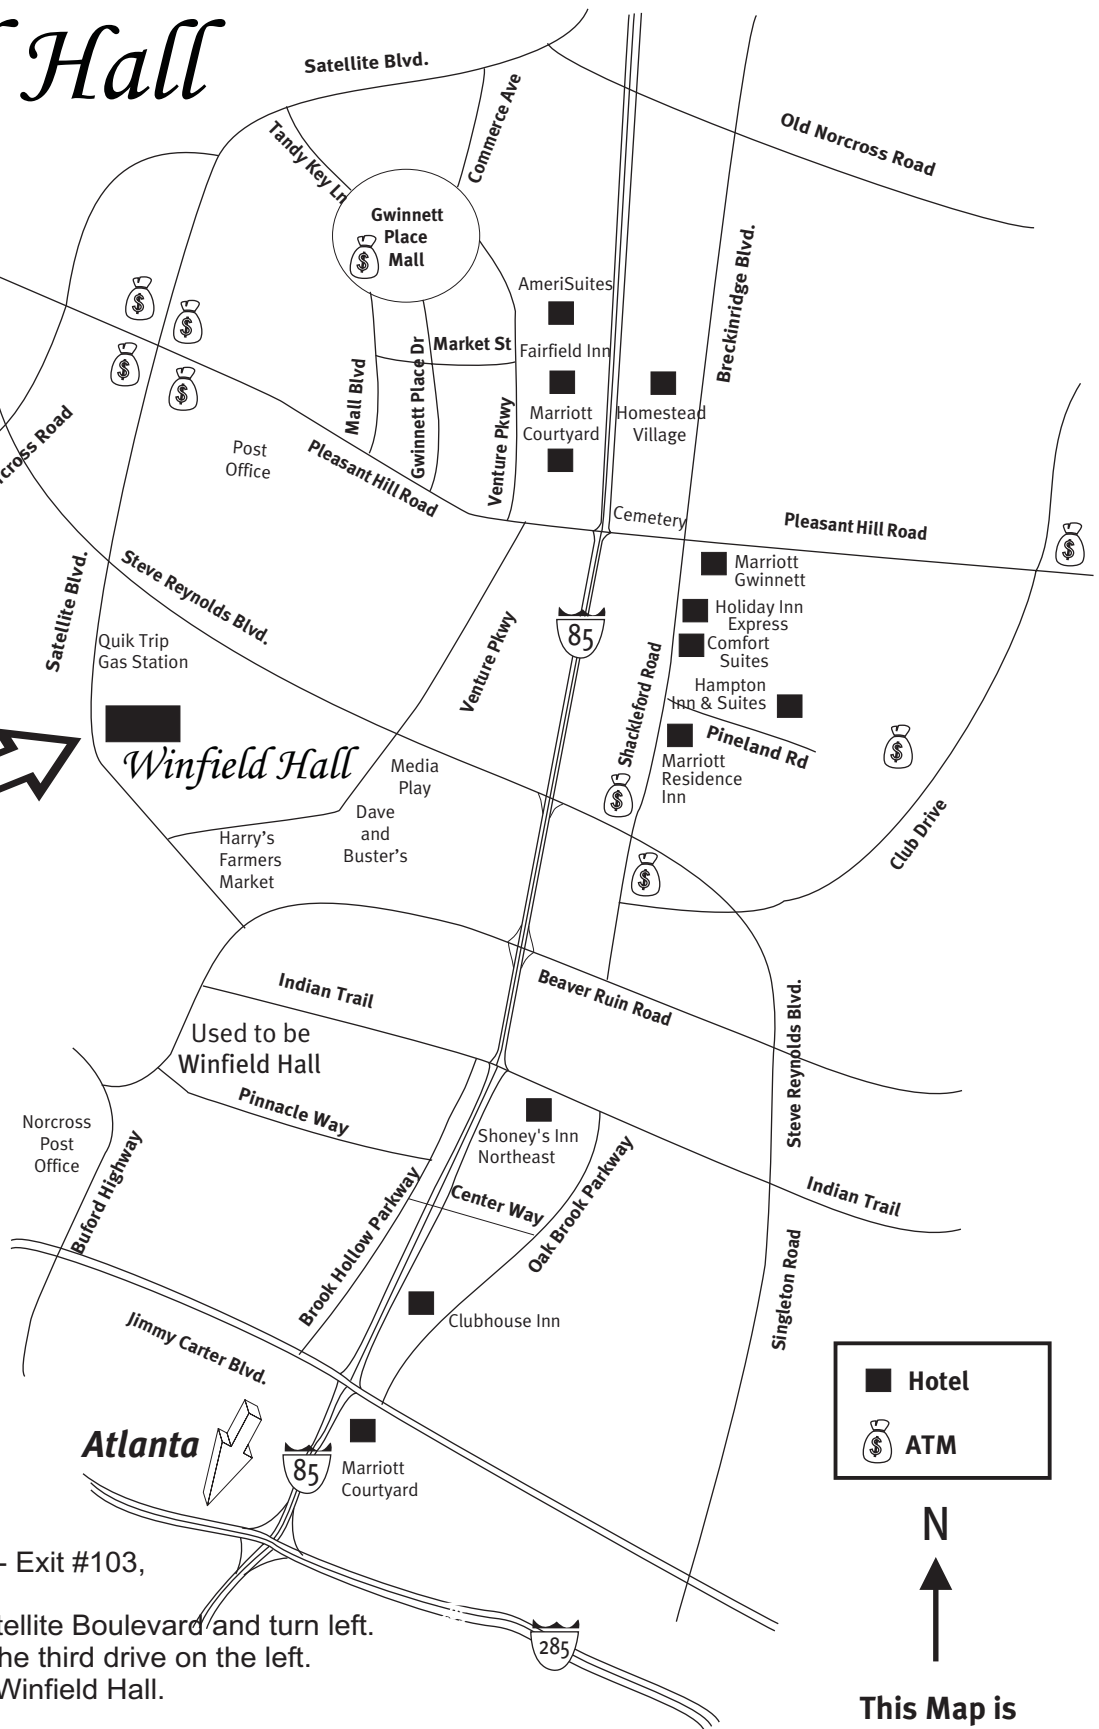 Hall
Satellite Blvd.
Commerce Ave
Tandy Key Ln
Old Norcross Road
Gwinnett
Place
Mall
$
Breckinridge Blvd.
AmeriSuites
$
$
$
$
Market St
Fairfield Inn
Mall Blvd
Gwinnett Place Dr
Venture Pkwy
Marriott
Courtyard
Homestead
Village
cross Road
Post
Office
Pleasant Hill Road
Cemetery
Pleasant Hill Road
$
Satellite Blvd.
Steve Reynolds Blvd.
Marriott
Gwinnett
Holiday Inn
Express
85
Comfort
Suites
Quik Trip
Gas Station
Venture Pkwy
Shackleford Road
Hampton
Inn & Suites
Pineland Rd
$
Winfield Hall
Media
Play
Marriott
Residence
Inn
$
Dave
and
Buster's
Harry's
Farmers
Market
Club Drive
$
Indian Trail
Beaver Ruin Road
Used to be
Winfield Hall
Steve Reynolds Blvd.
Pinnacle Way
Norcross
Post
Office
Buford Highway
Shoney's Inn
Northeast
Brook Hollow Parkway
Center Way
Oak Brook Parkway
Indian Trail
Singleton Road
Clubhouse Inn
Jimmy Carter Blvd.
Hotel
$ ATM
Atlanta
85
Marriott
Courtyard
N
- Exit #103,
tellite Boulevard and turn left.
he third drive on the left.
Winfield Hall.
285
This Map is